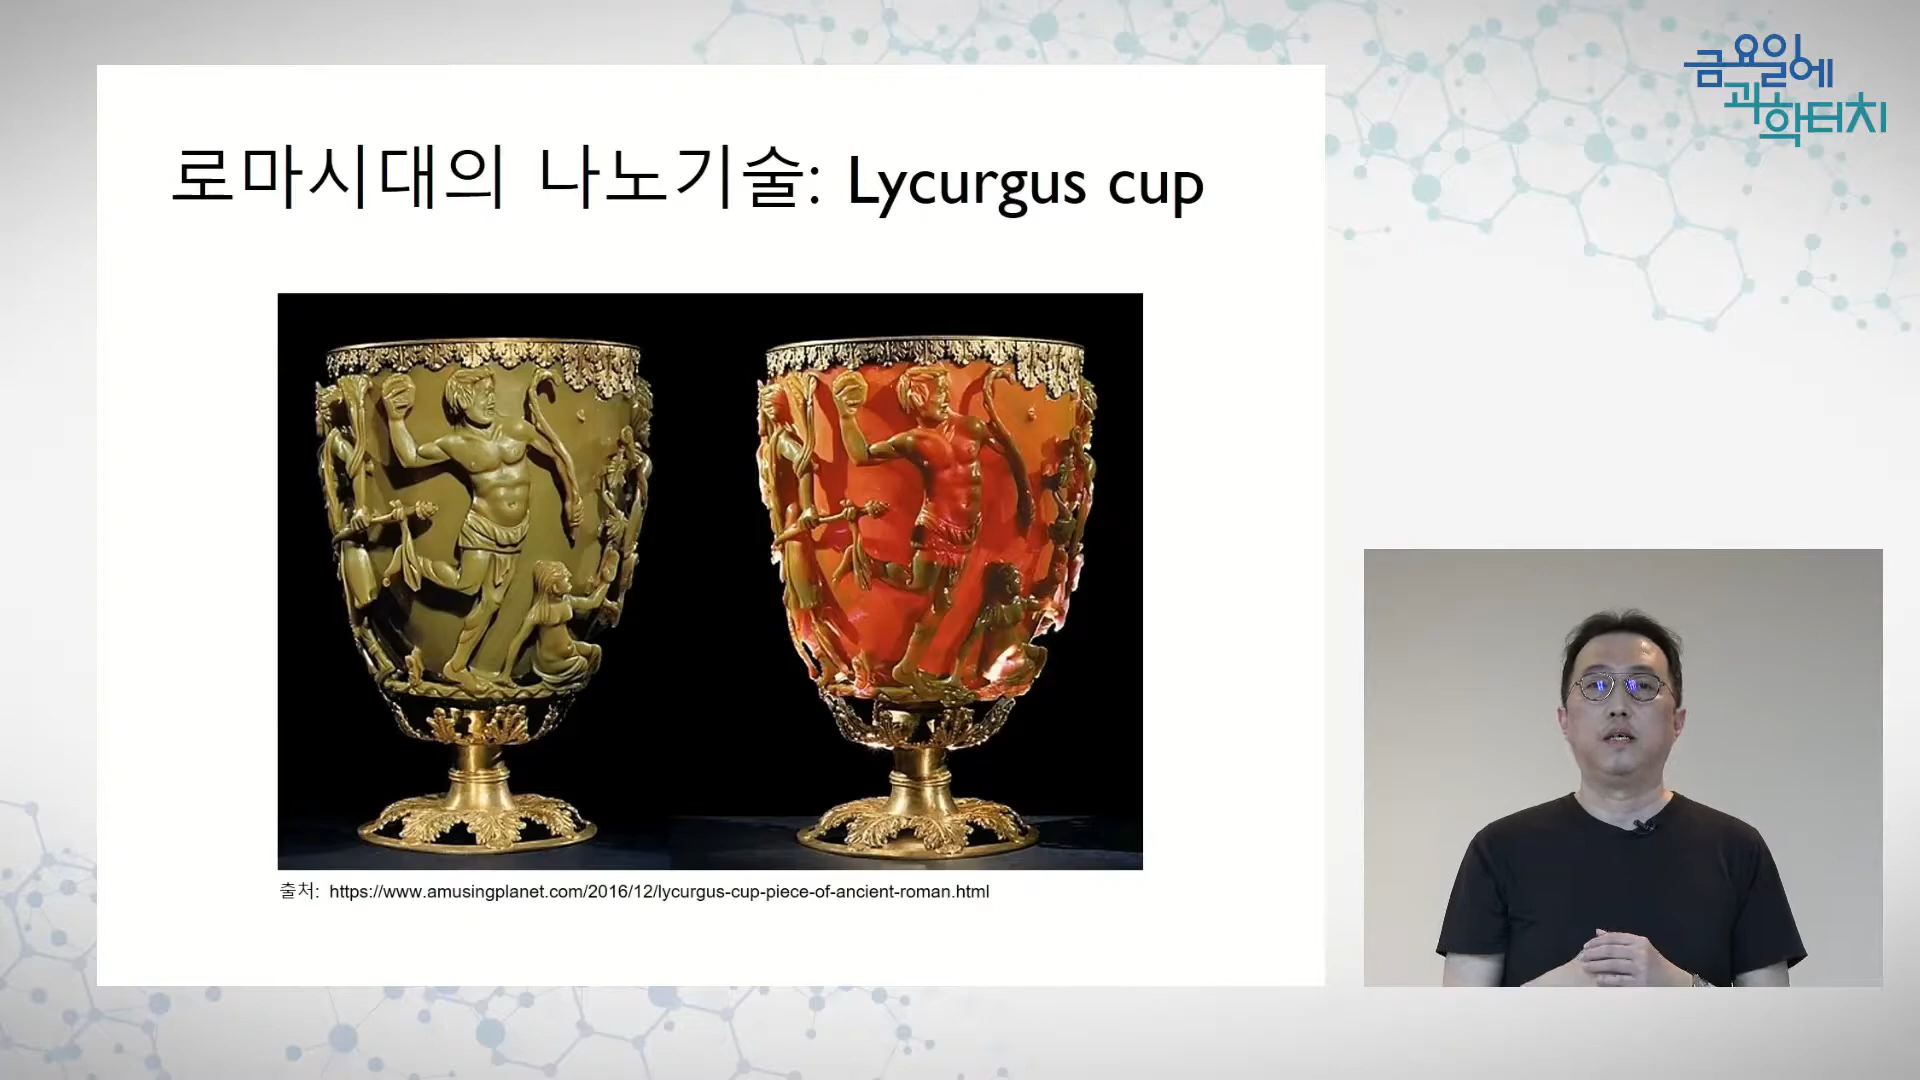 금요일에
과학터치
로마시대의 나노기술: Lycurgus cup
출처: https://www.amusingplanet.com/2016/12/lycurgus-cup-piece-of-ancient-roman.html